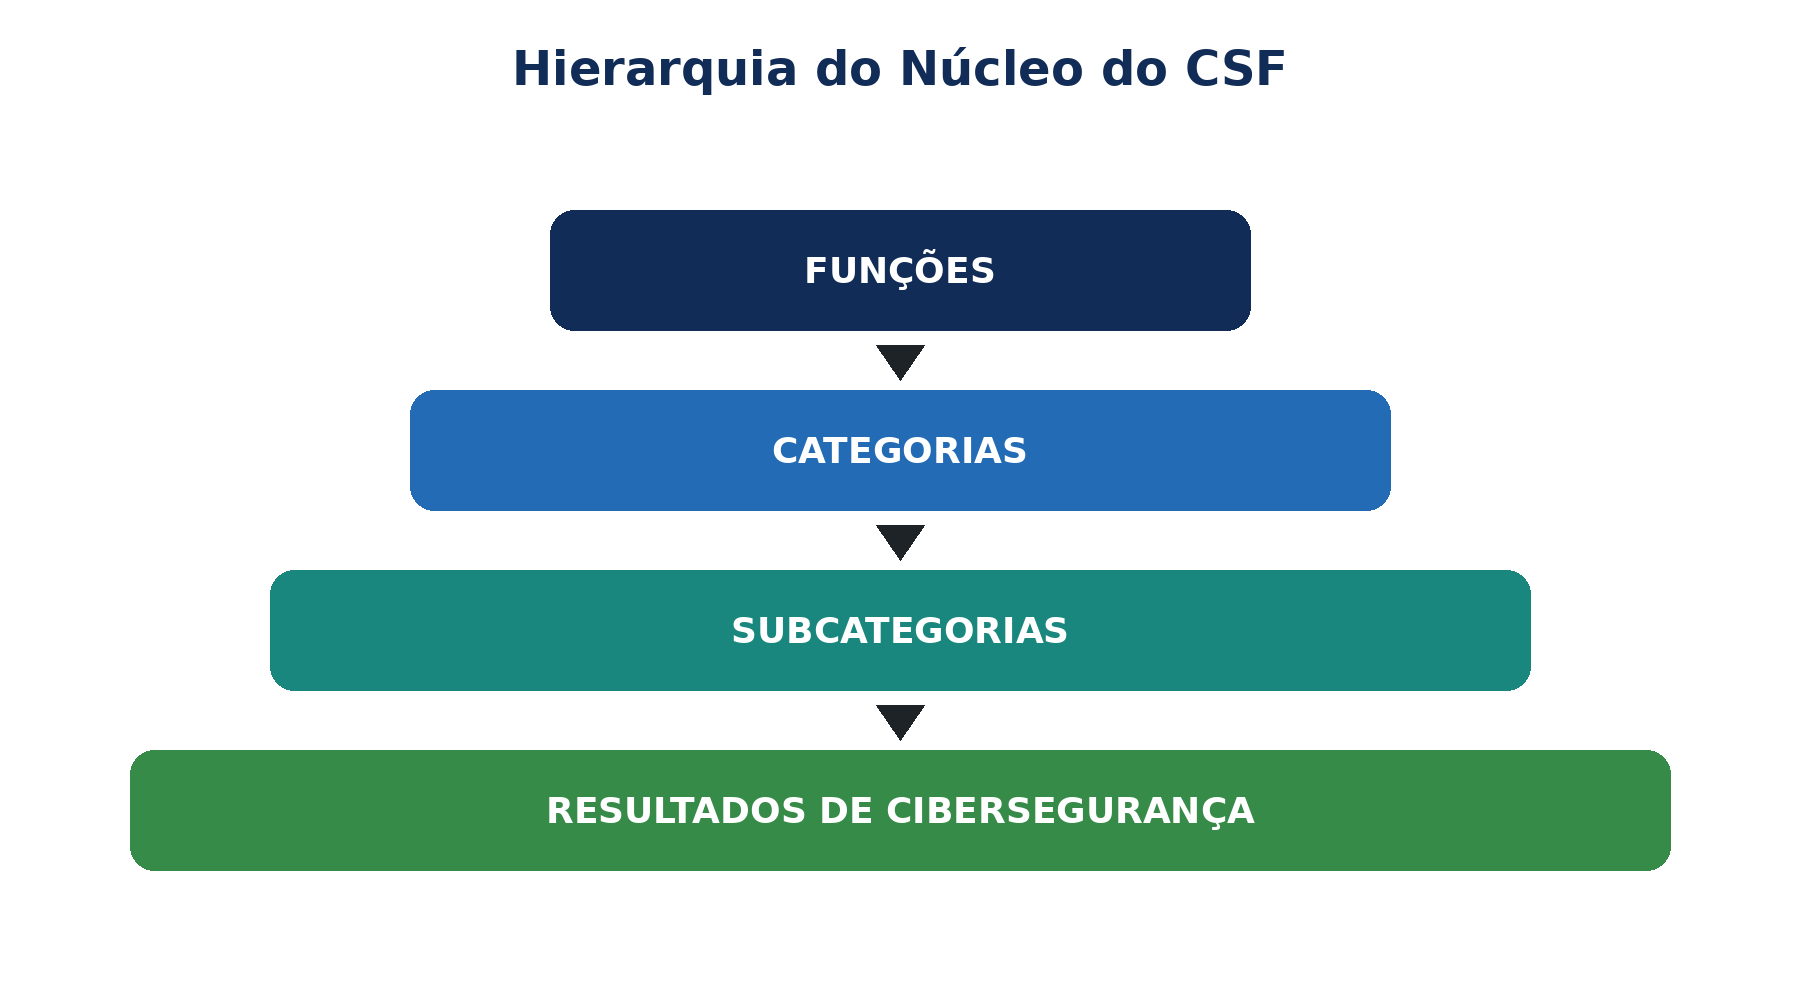 Hierarquia do Núcleo do CSF
FUNÇÕES
CATEGORIAS
SUBCATEGORIAS
RESULTADOS DE CIBERSEGURANÇA